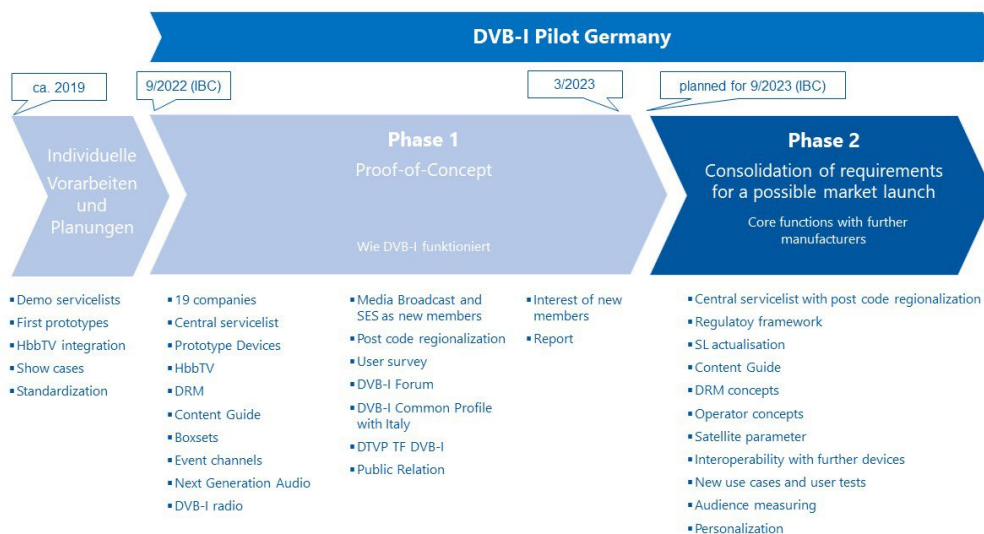 DVB-I Pilot Germany
ca. 2019
9/2022 (IBC)
3/2023
planned for 9/2023 (IBC)
Individuelle
Vorarbeiten
und
Planungen
Phase 1
Proof-of-Concept
Wie DVB-I funktioniert
Phase 2
Consolidation of requirements
for a possible market launch
Core functions with further
manufacturers
▪ Demo servicelists
▪ First prototypes
▪ HbbTV integration
▪ Show cases
▪ Standardization
▪ 19 companies
▪ Central servicelist
▪ Prototype Devices
▪ HbbTV
▪ DRM
▪ Content Guide
▪ Boxsets
▪ Event channels
▪ Next Generation Audio
▪ DVB-I radio
▪ Media Broadcast and
SES as new members
▪ Post code regionalization
▪ User survey
▪ DVB-I Forum
▪ DVB-I Common Profile
with Italy
▪ DTVP TF DVB-I
▪ Public Relation
▪ Interest of new
members
▪ Report
▪ Central servicelist with post code regionalization
▪ Regulatoy framework
▪ SL actualisation
▪ Content Guide
▪ DRM concepts
▪ Operator concepts
▪ Satellite parameter
▪ Interoperability with further devices
▪ New use cases and user tests
▪ Audience measuring
▪ Personalization